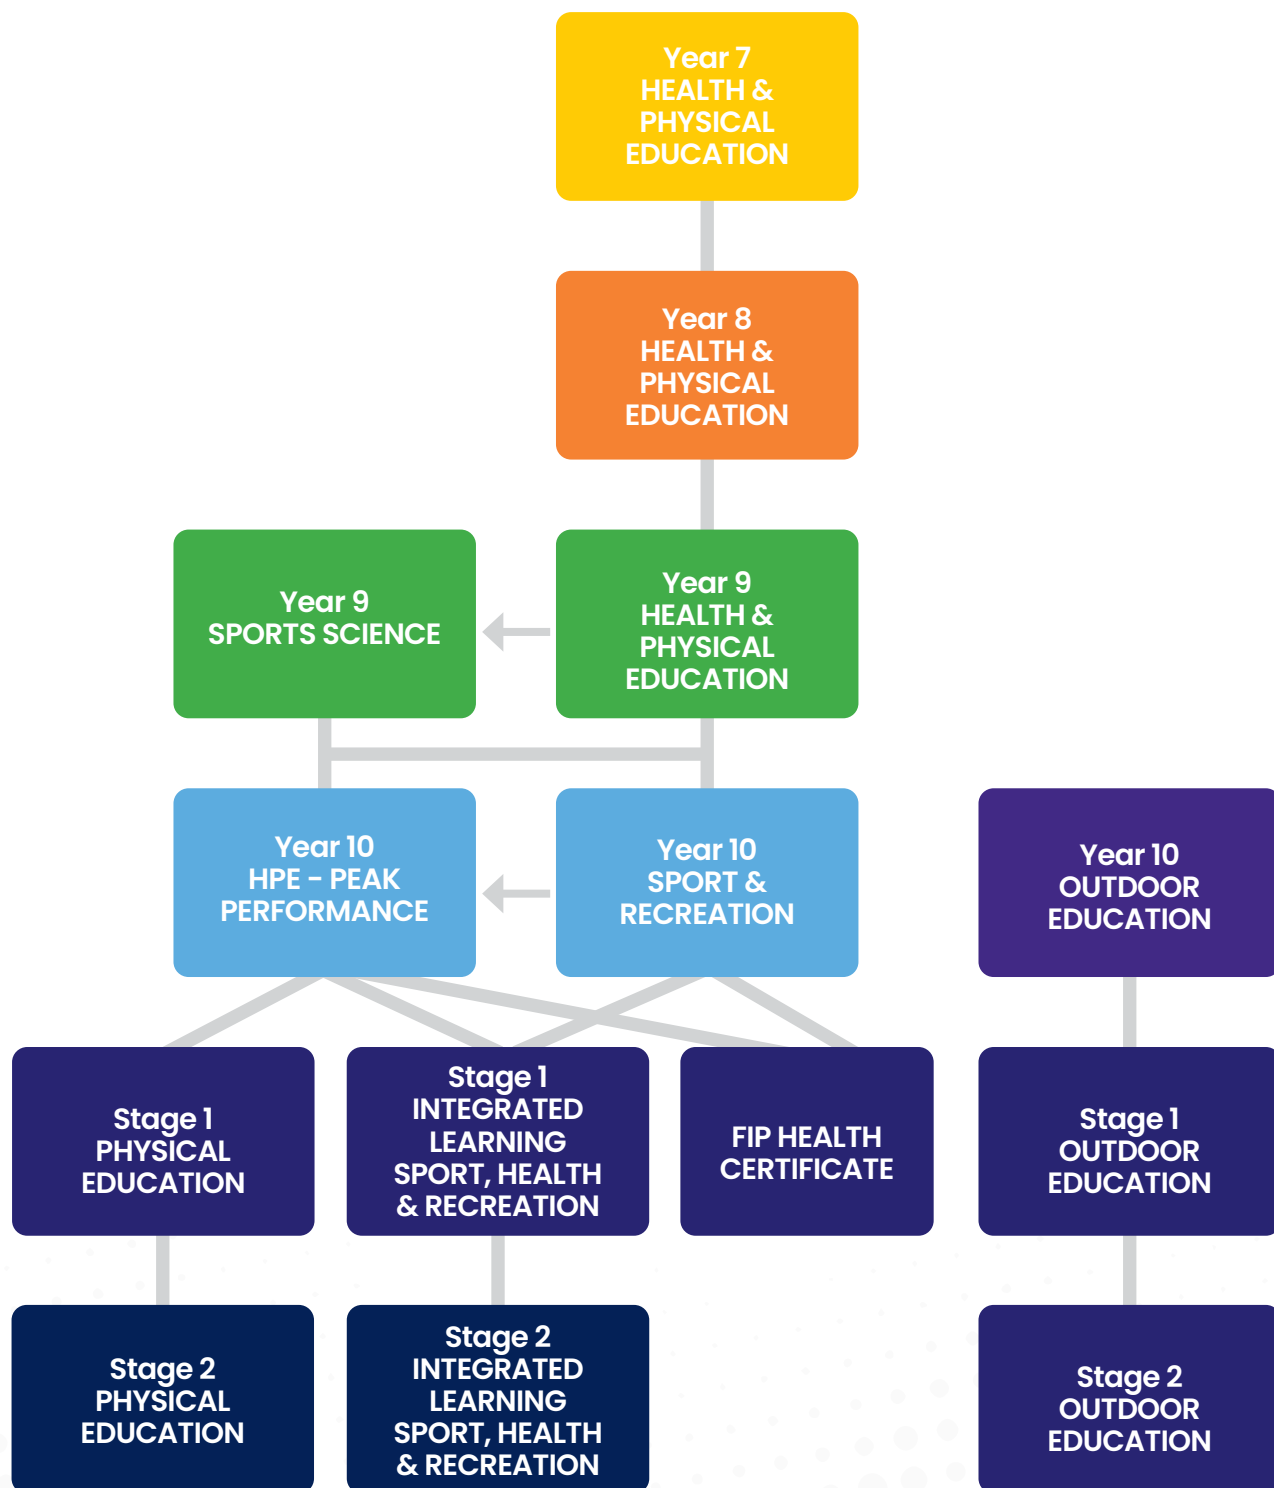 Year 7
HEALTH &
PHYSICAL
EDUCATION
Year 8
HEALTH &
PHYSICAL
EDUCATION
Year 9
SPORTS SCIENCE
Year 9
HEALTH &
PHYSICAL
EDUCATION
Year 10
HPE - PEAK
PERFORMANCE
Year 10
SPORT &
RECREATION
Year 10
OUTDOOR
EDUCATION
Stage 1
PHYSICAL
EDUCATION
Stage 1
INTEGRATED
LEARNING
SPORT, HEALTH
& RECREATION
FIP HEALTH
CERTIFICATE
Stage 1
OUTDOOR
EDUCATION
Stage 2
PHYSICAL
EDUCATION
Stage 2
INTEGRATED
LEARNING
SPORT, HEALTH
& RECREATION
Stage 2
OUTDOOR
EDUCATION